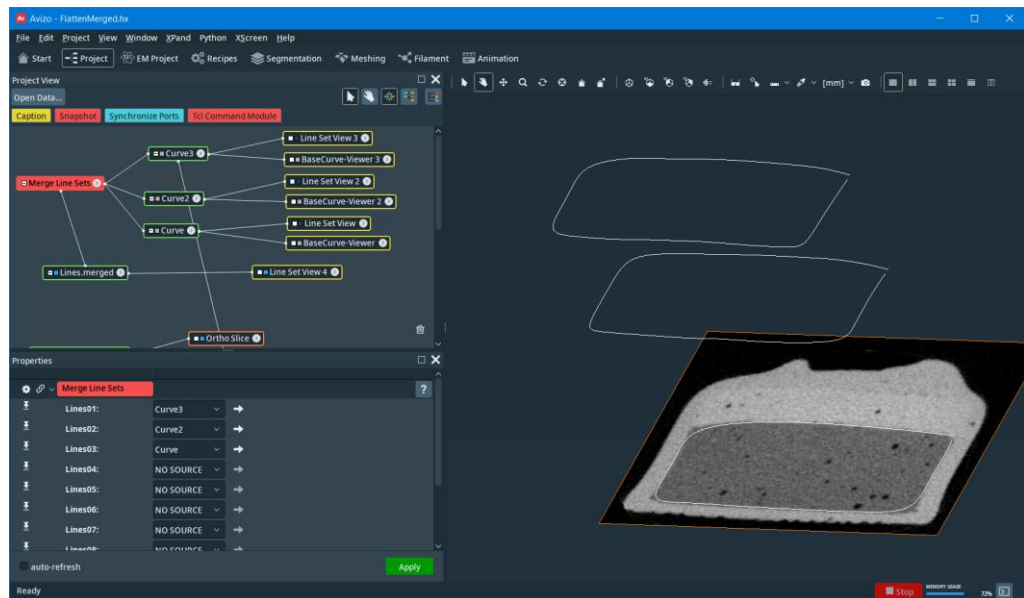 Avizo - FlattenMerged.hx
File Edit Project View Window XPand Python XScreen Help
Start Project EM Project Recipes Segmentation Meshing Filament Animation
Project View
Open Data...
[mm]
Caption Snapshot Synchronize Ports Tcl Command Module
Line Set View 3
Curve3
BaseCurve-Viewer 3
Merge Line Sets
Line Set View 2
Curve2
BaseCurve-Viewer 2
Line Set View
Curve
BaseCurve-Viewer
Lines.merged
Line Set View 4
Ortho Slice
Properties
Merge Line Sets ?
Lines01: Curve3
Lines02: Curve2
Lines03: Curve
Lines04: NO SOURCE
Lines05: NO SOURCE
Lines06: NO SOURCE
Lines07: NO SOURCE
Lines08: NO SOURCE
auto-refresh Apply
Ready
Stop MEMORY USAGE 72%